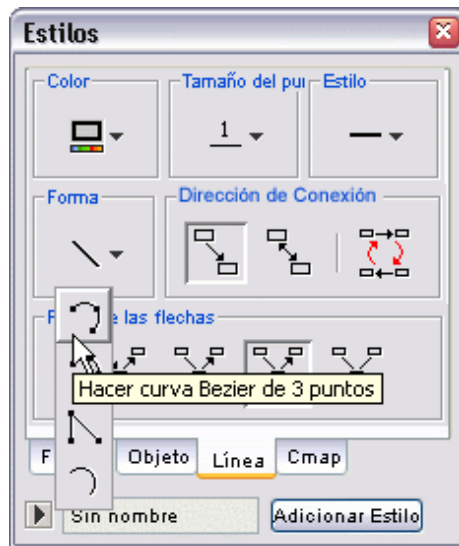 Estilos
Color
Tamaño del pu
Estilo
1
Forma
Dirección de Conexión
las flechas
Hacer curva Bezier de 3 puntos
F
Objeto
Línea
Cmap
Sin nombre
Adicionar Estilo